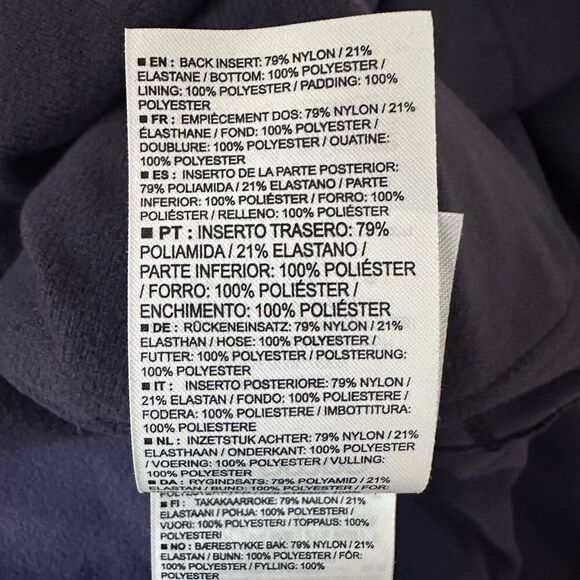 ■ EN : BACK INSERT: 79% NYLON / 21%
ELASTANE / BOTTOM: 100% POLYESTER /
LINING: 100% POLYESTER / PADDING: 100%
POLYESTER
■ FR : EMPIÈCEMENT DOS: 79% NYLON / 21%
ÉLASTHANE / FOND: 100% POLYESTER /
DOUBLURE: 100% POLYESTER / OUATINE:
100% POLYESTER
■ ES : INSERTO DE LA PARTE POSTERIOR:
79% POLIAMIDA / 21% ELASTANO / PARTE
INFERIOR: 100% POLIÉSTER / FORRO: 100%
POLIÉSTER / RELLENO: 100% POLIÉSTER
■ PT : INSERTO TRASERO: 79%
POLIAMIDA / 21% ELASTANO /
PARTE INFERIOR: 100% POLIÉSTER
/ FORRO: 100% POLIÉSTER /
ENCHIMENTO: 100% POLIÉSTER
■ DE : RÜCKENEINSATZ: 79% NYLON / 21%
ELASTHAN / HOSE: 100% POLYESTER /
FUTTER: 100% POLYESTER / POLSTERUNG:
100% POLYESTER
■ IT : INSERTO POSTERIORE: 79% NYLON /
21% ELASTAN / FONDO: 100% POLIESTERE /
FODERA: 100% POLIESTERE / IMBOTTITURA:
100% POLIESTERE
■ NL : INZETSTUK ACHTER: 79% NYLON / 21%
ELASTHAAN / ONDERKANT: 100% POLYESTER
/ VOERING: 100% POLYESTER / VULLING:
100% POLYESTER
■ DA : RYGINDSATS: 79% POLYAMID / 21%
ELASTAN / BUND: 100% POLYESTER / FOR:
■ FI : TAKAKAARROKE: 79% NAILON / 21%
ELASTAANI / POHJA: 100% POLYESTERI /
VUORI: 100% POLYESTERI / TOPPAUS: 100%
POLYESTERI
■ NO : BÆRESTYKKE BAK: 79% NYLON / 21%
ELASTAN / BUNN: 100% POLYESTER / FÔR:
100% POLYESTER / FYLLING: 100%
POLYESTER